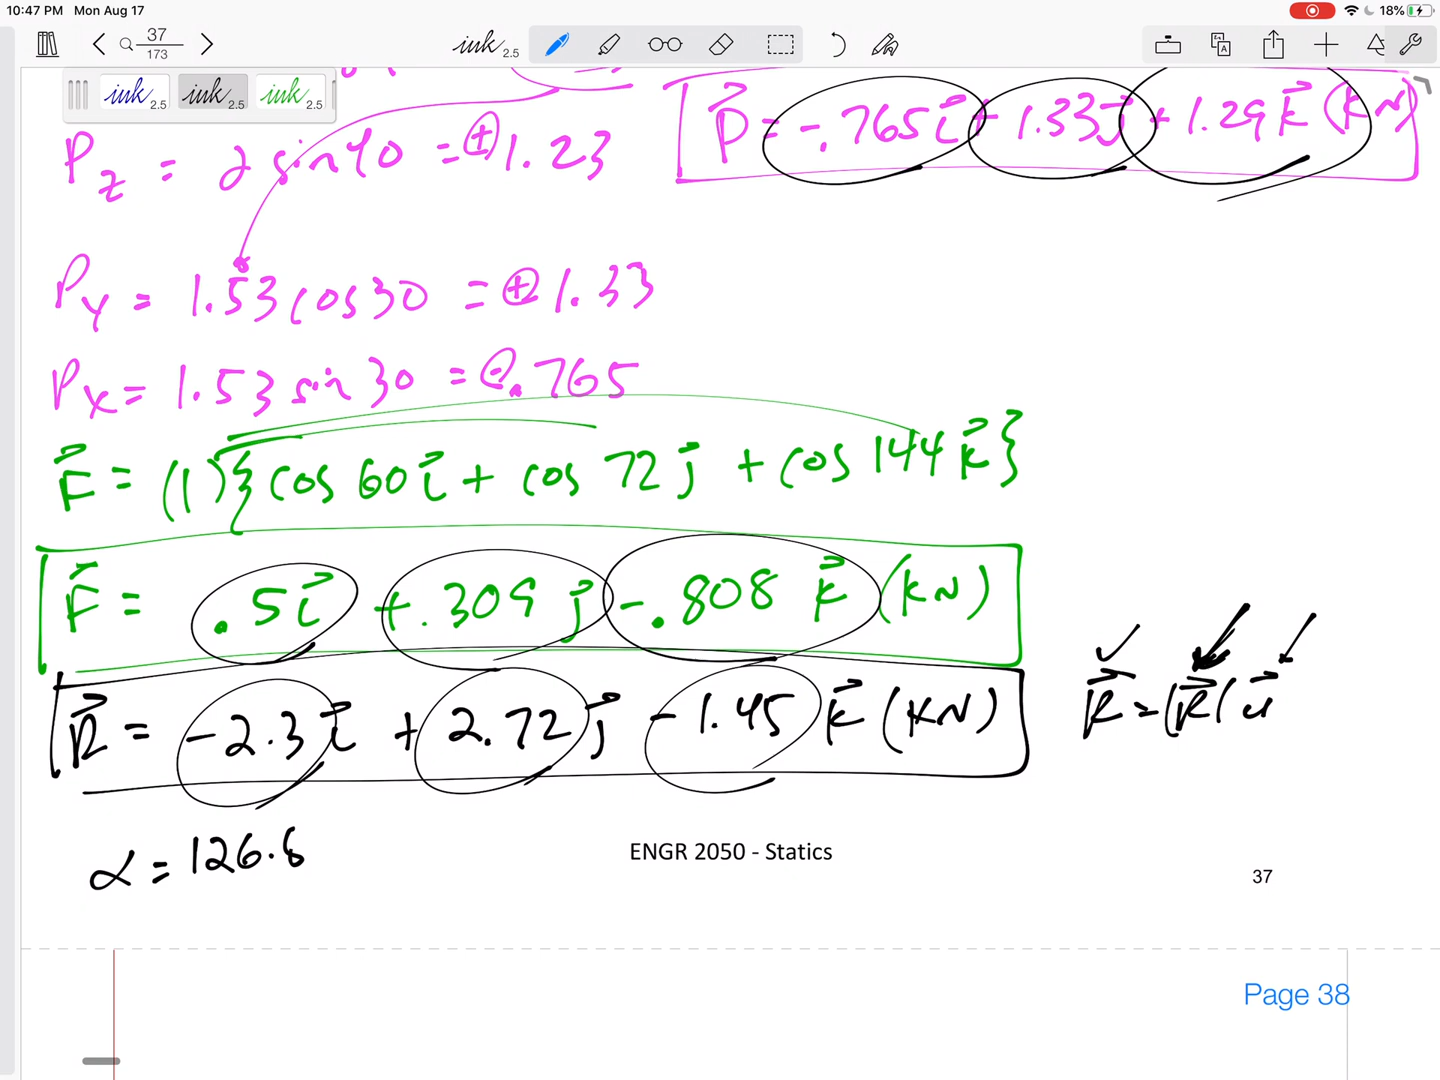 10:47 PM Mon Aug 17
18%
37
173
ink 2.5
ink 2.5 ink 2.5 ink 2.5
P⃗ = -.765 i⃗ + 1.33 j⃗ + 1.29 k⃗ (KN)
Pz = 2 sin 40 = ⊕ 1.23
Py = 1.53 cos 30 = ⊕ 1.33
Px = 1.53 sin 30 = ⊖ .765
F⃗ = (1) { cos 60 i⃗ + cos 72 j⃗ + cos 144 k⃗ }
F⃗ = .5 i⃗ + .309 j⃗ - .808 k⃗ (KN)
R⃗ = -2.3 i⃗ + 2.72 j⃗ - 1.45 k⃗ (KN)
R⃗ = |R⃗| u⃗
α = 126.6
ENGR 2050 - Statics
37
Page 38